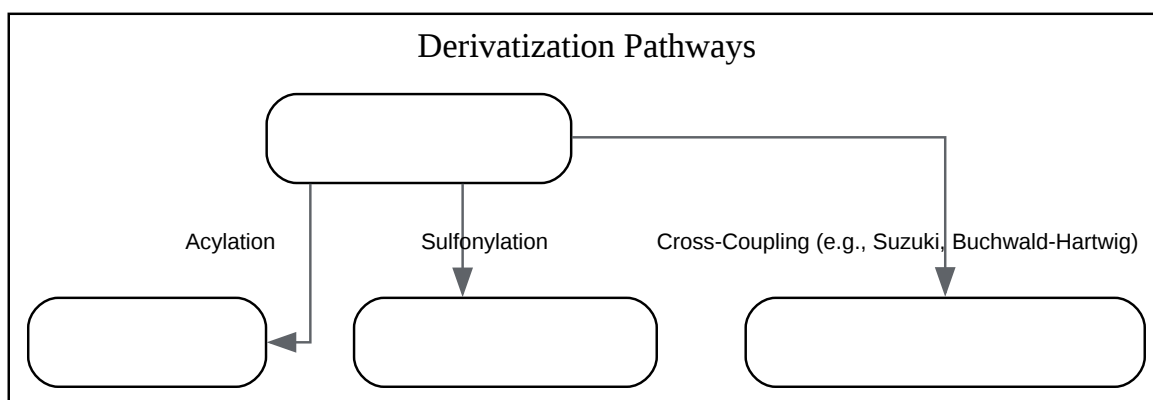 Derivatization Pathways
Acylation
Sulfonylation
Cross-Coupling (e.g., Suzuki, Buchwald-Hartwig)